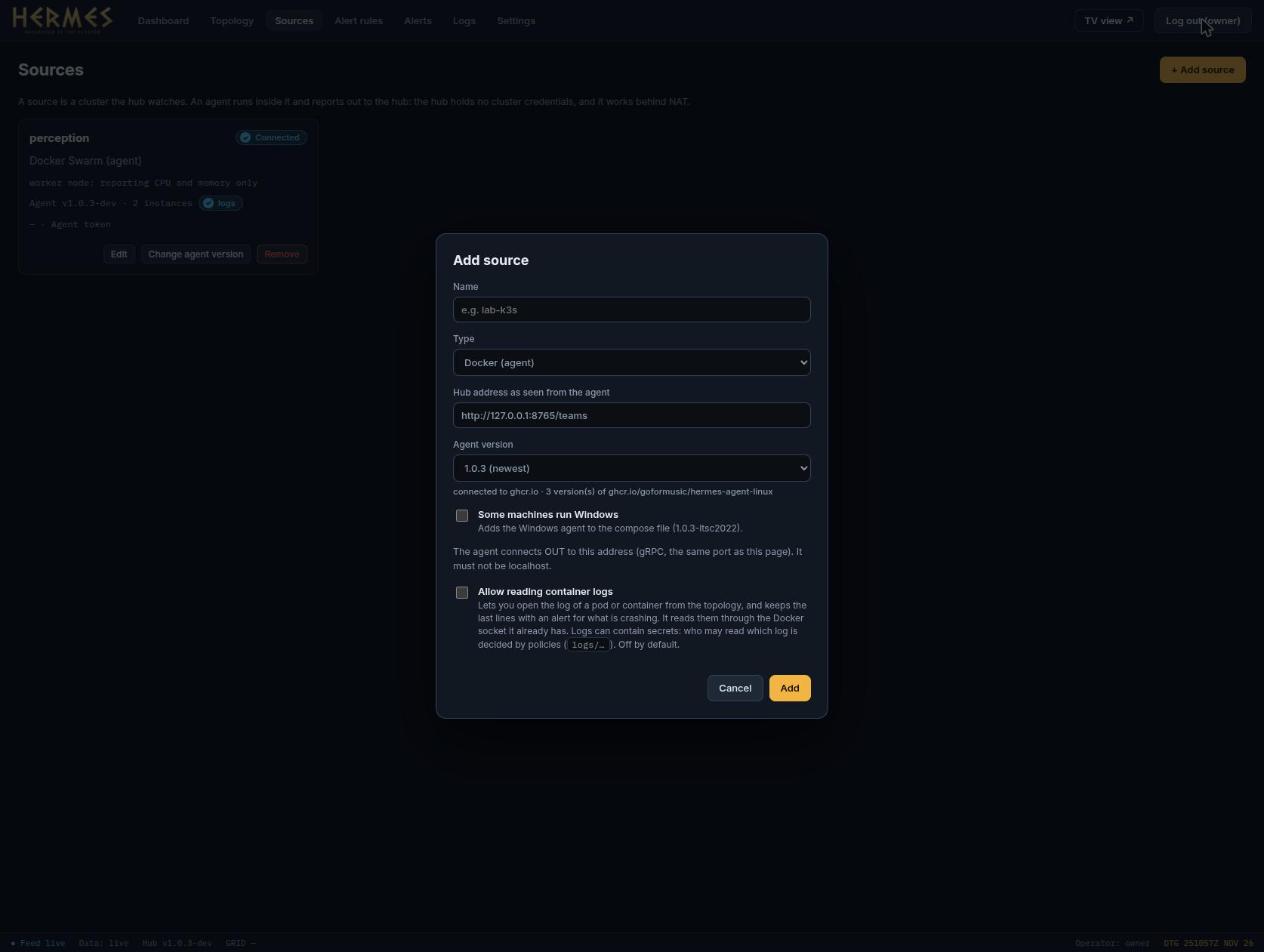 HERMES
Dashboard
Topology
Sources
Alert rules
Alerts
Logs
Settings
TV view ↗
Log out (owner)
Sources
+ Add source
A source is a cluster the hub watches. An agent runs inside it and reports out to the hub: the hub holds no cluster credentials, and it works behind NAT.
perception
Connected
Docker Swarm (agent)
worker node: reporting CPU and memory only
Agent v1.0.3-dev · 2 instances
logs
— · Agent token
Edit
Change agent version
Remove
Add source
Name
e.g. lab-k3s
Type
Docker (agent)
Hub address as seen from the agent
http://127.0.0.1:8765/teams
Agent version
1.0.3 (newest)
connected to ghcr.io · 3 version(s) of ghcr.io/goformusic/hermes-agent-linux
Some machines run Windows
Adds the Windows agent to the compose file (1.0.3-ltsc2022).
The agent connects OUT to this address (gRPC, the same port as this page). It
must not be localhost.
Allow reading container logs
Lets you open the log of a pod or container from the topology, and keeps the
last lines with an alert for what is crashing. It reads them through the Docker
socket it already has. Logs can contain secrets: who may read which log is
decided by policies (logs/…). Off by default.
Cancel
Add
Feed live
Data: live
Hub v1.0.3-dev
GRID —
Operator: owner
DTG 251057Z NOV 26